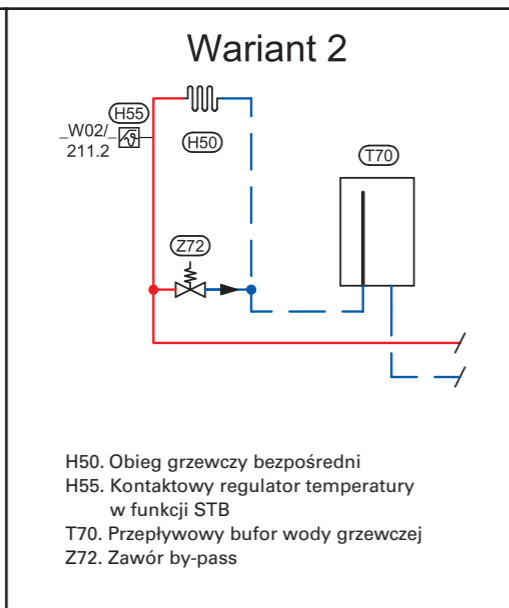 Wariant 2
H55
_W02/_
211.2
H50
T70
Z72
H50. Obieg grzewczy bezpośredni
H55. Kontaktowy regulator temperatury
w funkcji STB
T70. Przepływowy bufor wody grzewczej
Z72. Zawór by-pass